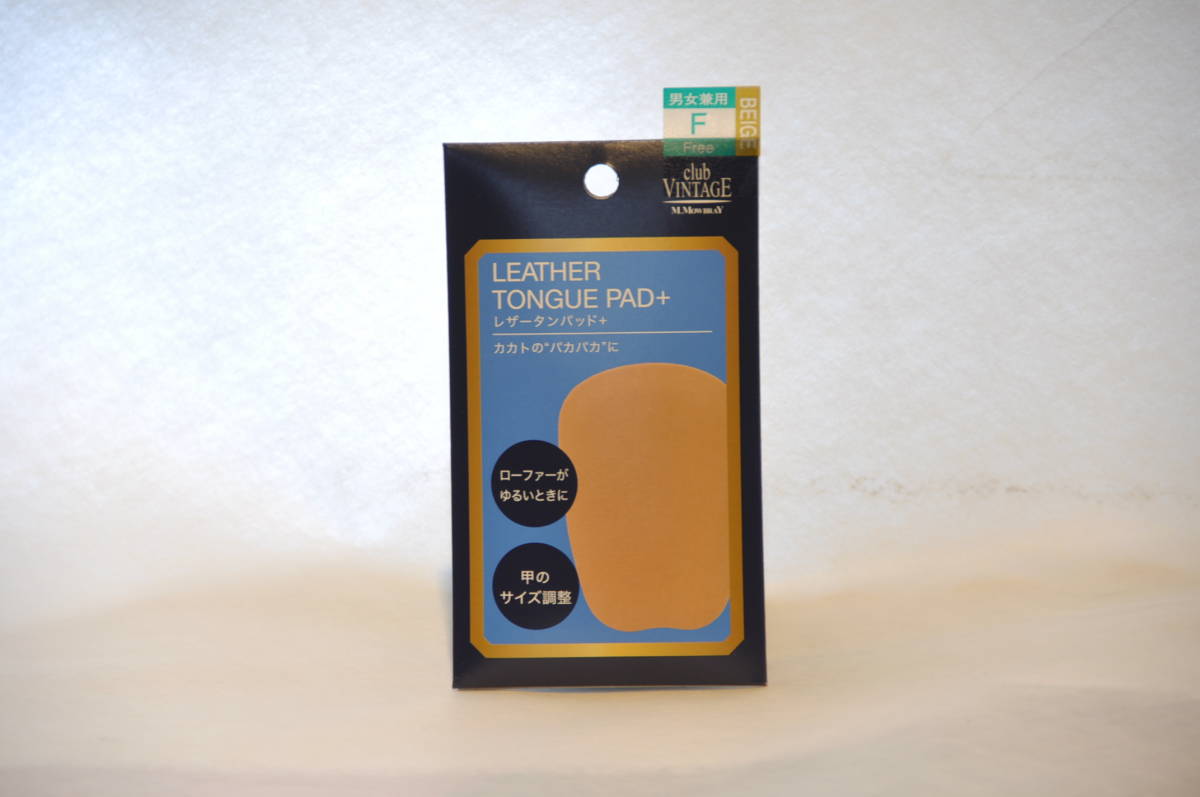 男女兼用
F
Free
BEIGE
club
VINTAGE
M.MOWBRAY
LEATHER
TONGUE PAD+
レザータンパッド+
カカトの“パカパカ”に
ローファーが
ゆるいときに
甲の
サイズ調整